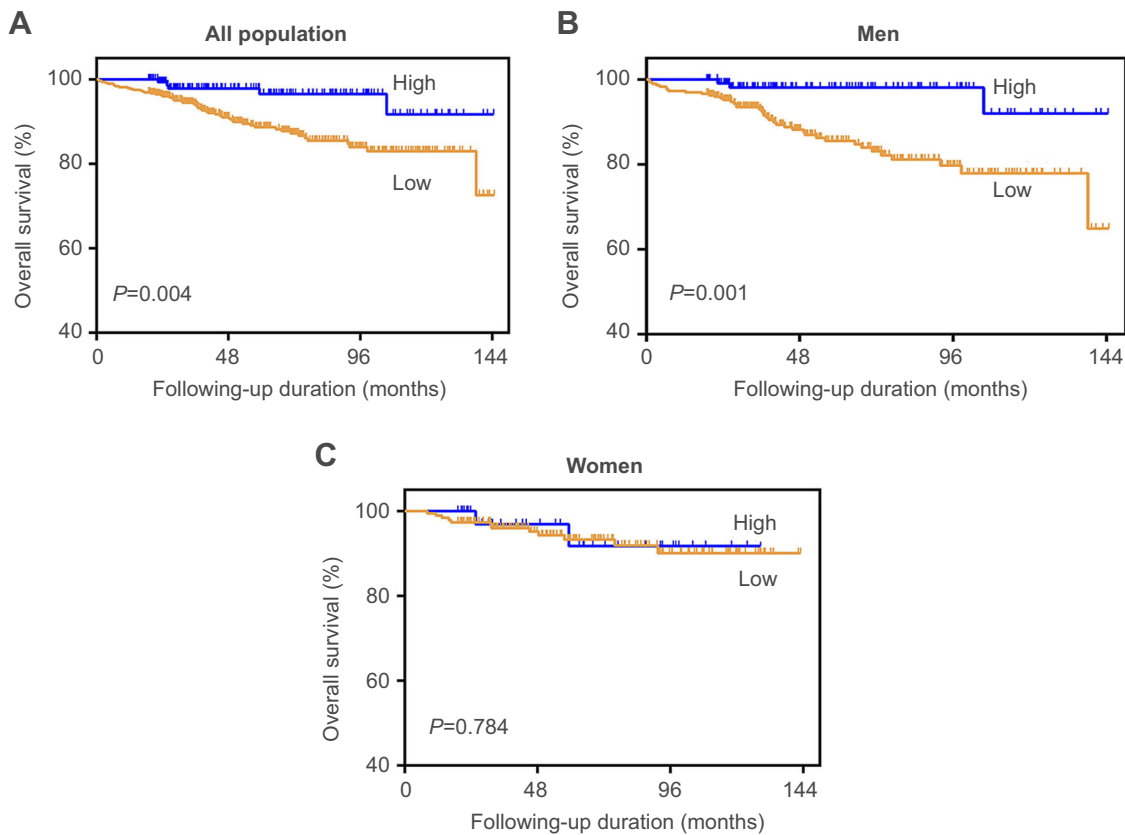 A
All population
Overall survival (%)
100
80
60
40
High
Low
P=0.004
0 48 96 144
Following-up duration (months)
B
Men
Overall survival (%)
100
80
60
40
High
Low
P=0.001
0 48 96 144
Following-up duration (months)
C
Women
Overall survival (%)
100
80
60
40
High
Low
P=0.784
0 48 96 144
Following-up duration (months)